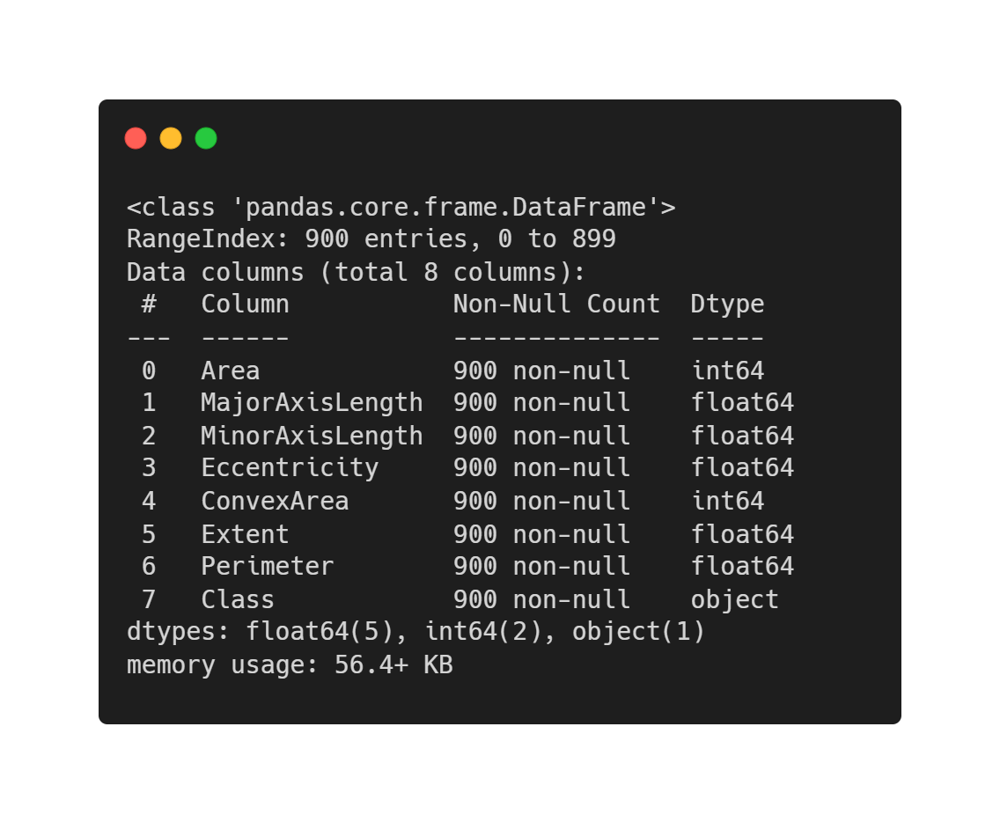 <class 'pandas.core.frame.DataFrame'>
RangeIndex: 900 entries, 0 to 899
Data columns (total 8 columns):
 #   Column           Non-Null Count  Dtype
---  ------           --------------  -----
 0   Area             900 non-null    int64
 1   MajorAxisLength  900 non-null    float64
 2   MinorAxisLength  900 non-null    float64
 3   Eccentricity     900 non-null    float64
 4   ConvexArea       900 non-null    int64
 5   Extent           900 non-null    float64
 6   Perimeter        900 non-null    float64
 7   Class            900 non-null    object
dtypes: float64(5), int64(2), object(1)
memory usage: 56.4+ KB